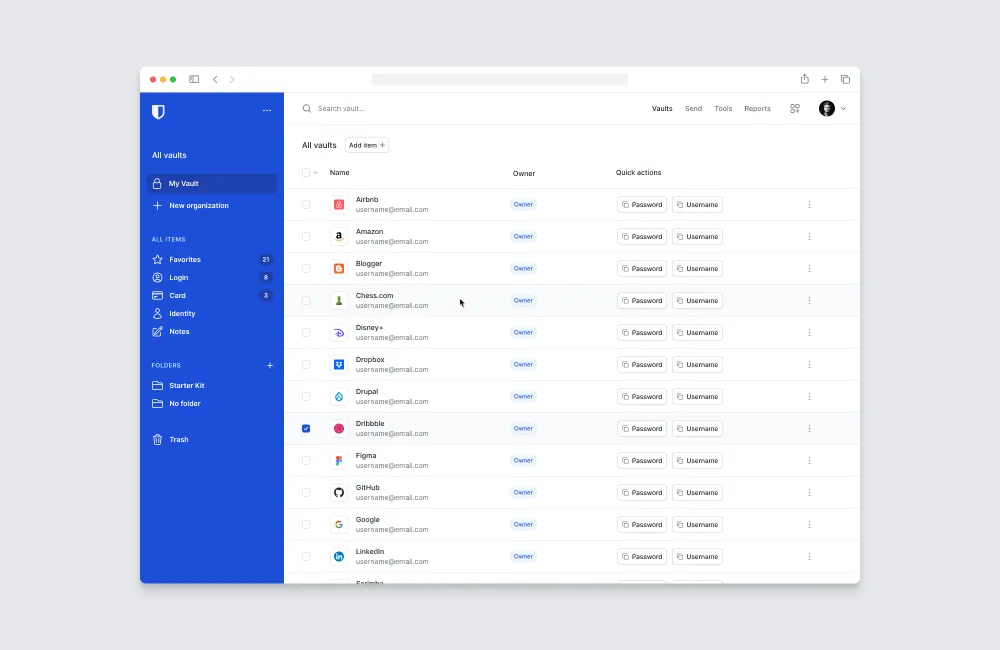 Search vault...
Vaults
Send
Tools
Reports
All vaults
My Vault
New organization
ALL ITEMS
Favorites 21
Login 8
Card 3
Identity
Notes
FOLDERS
Starter Kit
No folder
Trash
All vaults
Add item
Name Owner Quick actions
Airbnb
username@email.com
Owner Password Username
Amazon
username@email.com
Owner Password Username
Blogger
username@email.com
Owner Password Username
Chess.com
username@email.com
Owner Password Username
Disney+
username@email.com
Owner Password Username
Dropbox
username@email.com
Owner Password Username
Drupal
username@email.com
Owner Password Username
Dribbble
username@email.com
Owner Password Username
Figma
username@email.com
Owner Password Username
GitHub
username@email.com
Owner Password Username
Google
username@email.com
Owner Password Username
LinkedIn
username@email.com
Owner Password Username